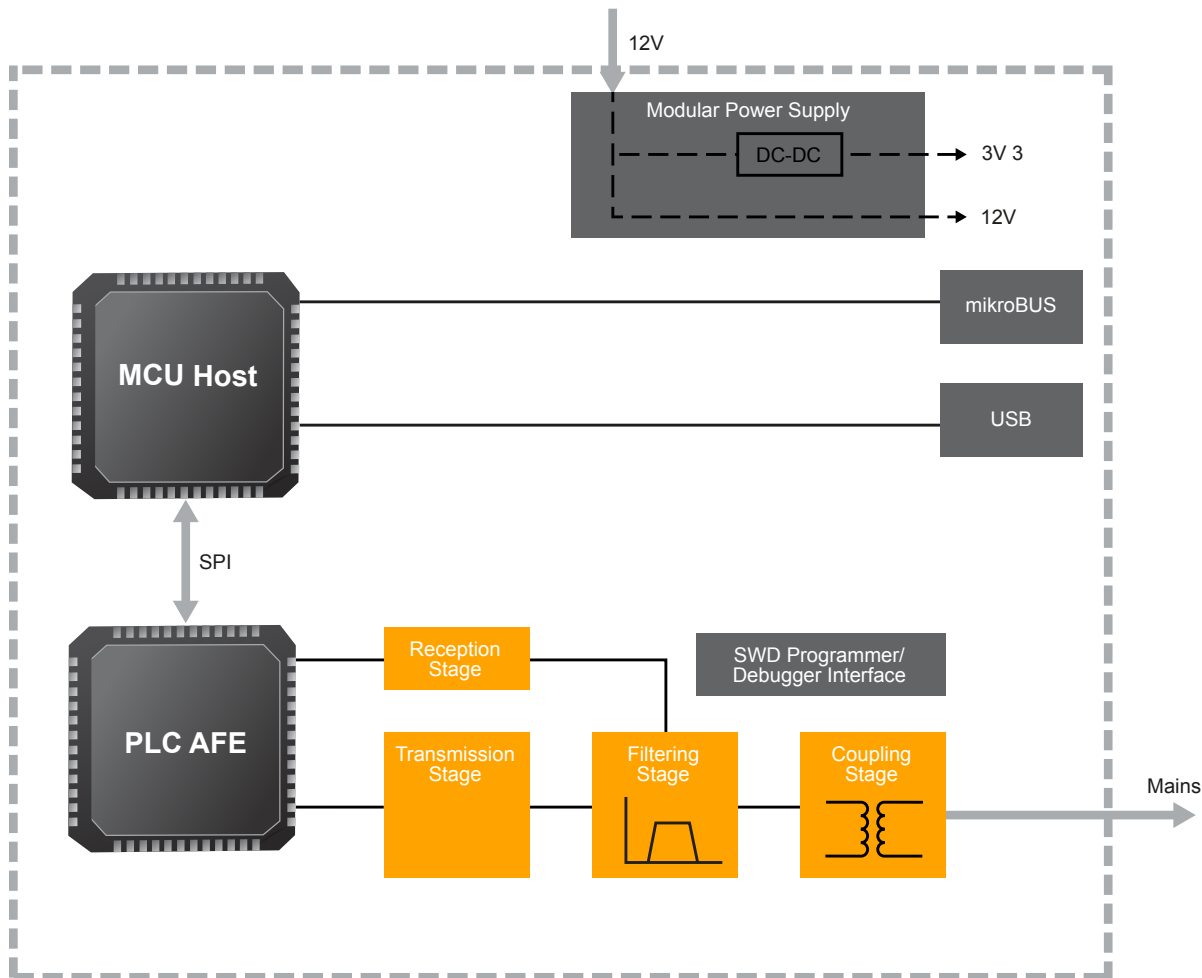 12V
Modular Power Supply
DC-DC
3V 3
12V
mikroBUS
MCU Host
USB
SPI
Reception
Stage
SWD Programmer/
Debugger Interface
PLC AFE
Transmission
Stage
Filtering
Stage
Coupling
Stage
Mains